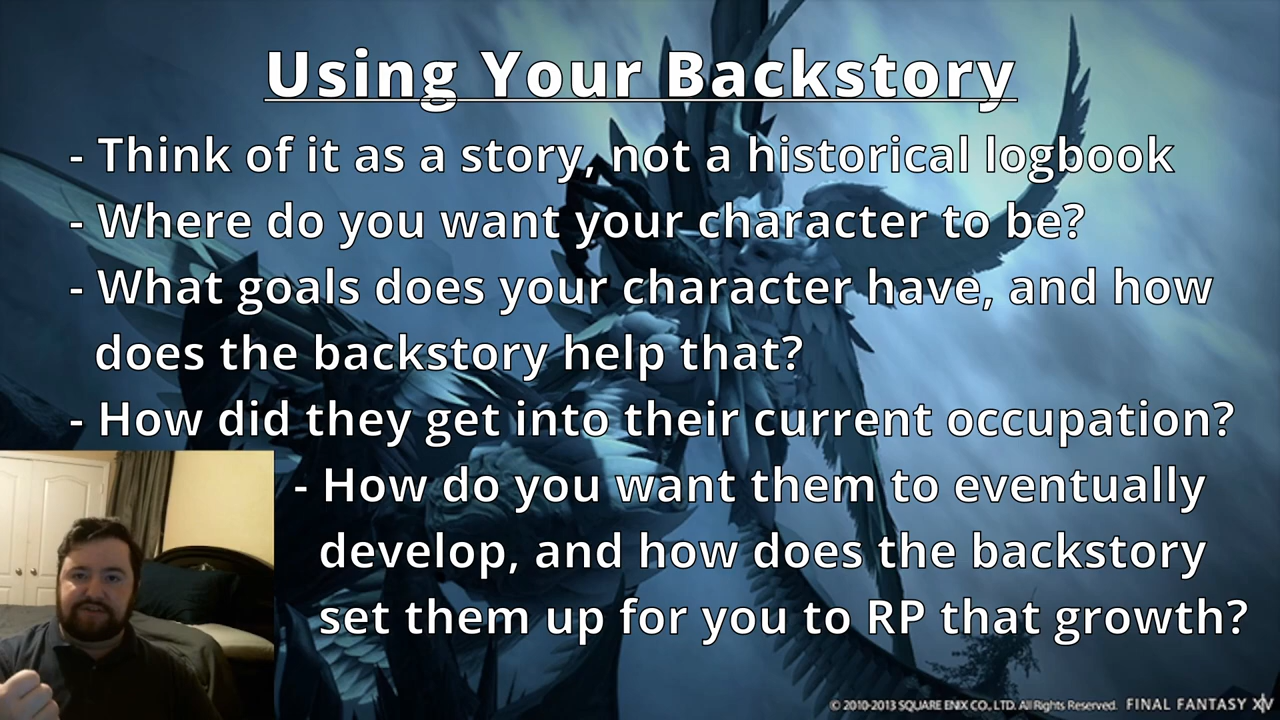 Using Your Backstory
- Think of it as a story, not a historical logbook
- Where do you want your character to be?
- What goals does your character have, and how
does the backstory help that?
- How did they get into their current occupation?
- How do you want them to eventually
develop, and how does the backstory
set them up for you to RP that growth?
© 2010-2013 SQUARE ENIX CO., LTD. All Rights Reserved. FINAL FANTASY XIV